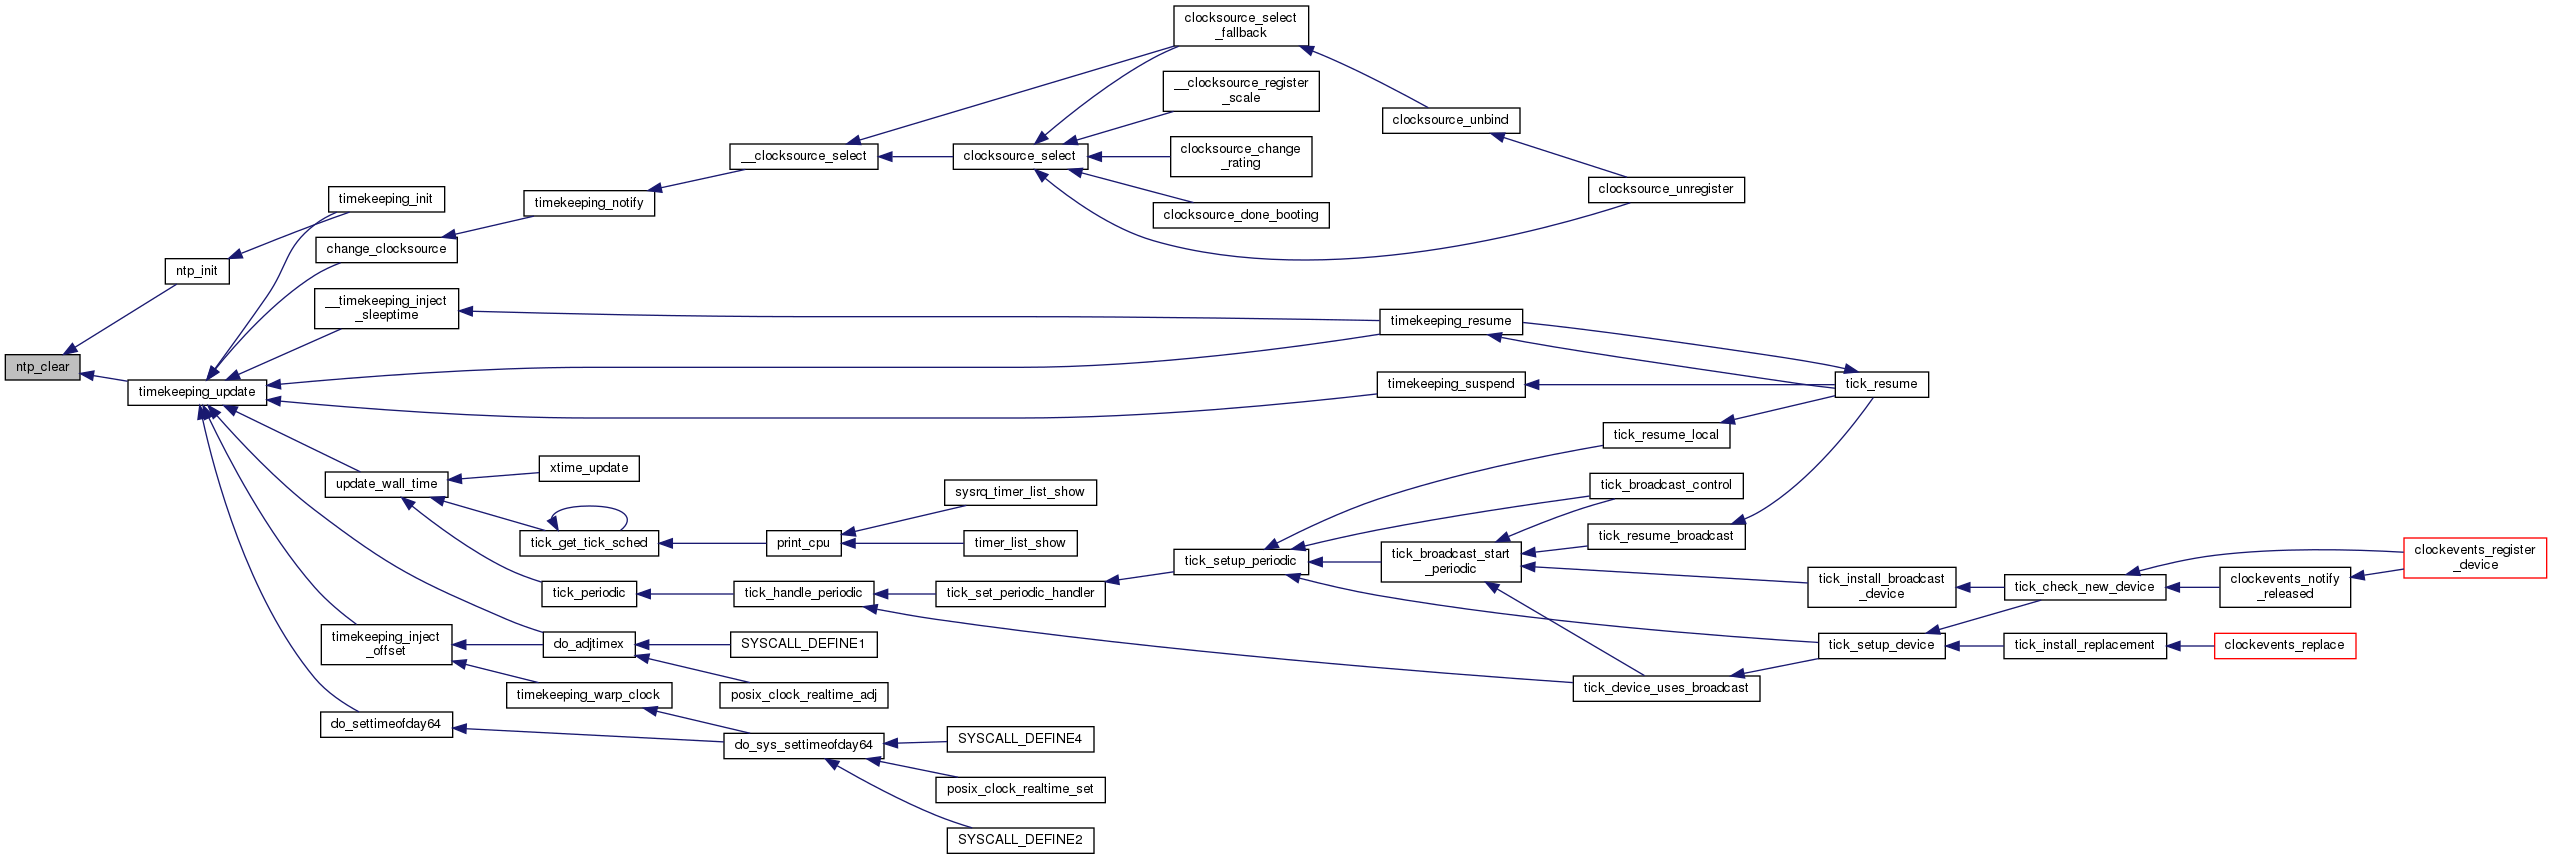 clocksource_select
_fallback
__clocksource_register
_scale
clocksource_unbind
__clocksource_select
clocksource_select
clocksource_change
_rating
clocksource_unregister
timekeeping_init
timekeeping_notify
clocksource_done_booting
change_clocksource
ntp_init
__timekeeping_inject
_sleeptime
timekeeping_resume
ntp_clear
timekeeping_update
timekeeping_suspend
tick_resume
tick_resume_local
update_wall_time
xtime_update
sysrq_timer_list_show
tick_broadcast_control
tick_get_tick_sched
print_cpu
timer_list_show
tick_resume_broadcast
tick_setup_periodic
tick_broadcast_start
_periodic
clockevents_register
_device
tick_periodic
tick_handle_periodic
tick_set_periodic_handler
tick_install_broadcast
_device
tick_check_new_device
clockevents_notify
_released
timekeeping_inject
_offset
do_adjtimex
SYSCALL_DEFINE1
tick_setup_device
tick_install_replacement
clockevents_replace
timekeeping_warp_clock
posix_clock_realtime_adj
tick_device_uses_broadcast
do_settimeofday64
do_sys_settimeofday64
SYSCALL_DEFINE4
posix_clock_realtime_set
SYSCALL_DEFINE2